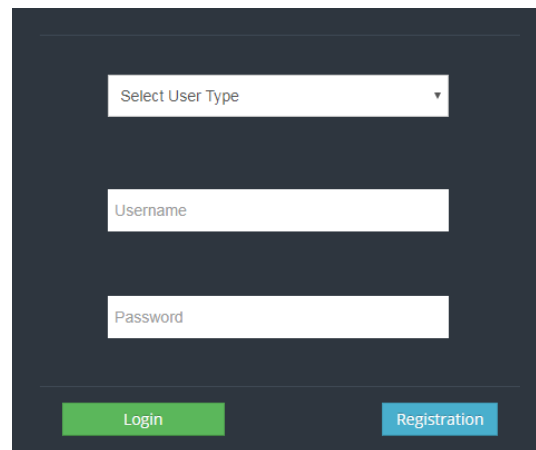 Select User Type
Username
Password
Login
Registration